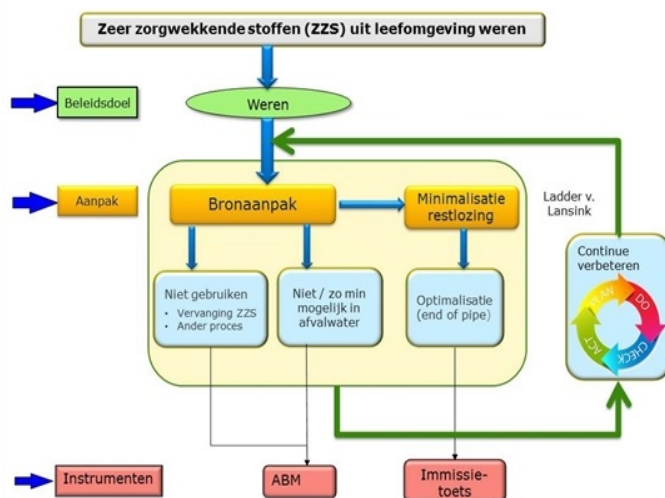 Zeer zorgwekkende stoffen (ZZS) uit leefomgeving weren
Beleidsdoel
Weren
Aanpak
Bronaanpak
Minimalisatie
restlozing
Ladder v.
Lansink
Niet gebruiken
• Vervanging ZZS
• Ander proces
Niet / zo min
mogelijk in
afvalwater
Optimalisatie
(end of pipe)
Continue
verbeteren
PLAN
DO
CHECK
ACT
Instrumenten
ABM
Immissie-
toets